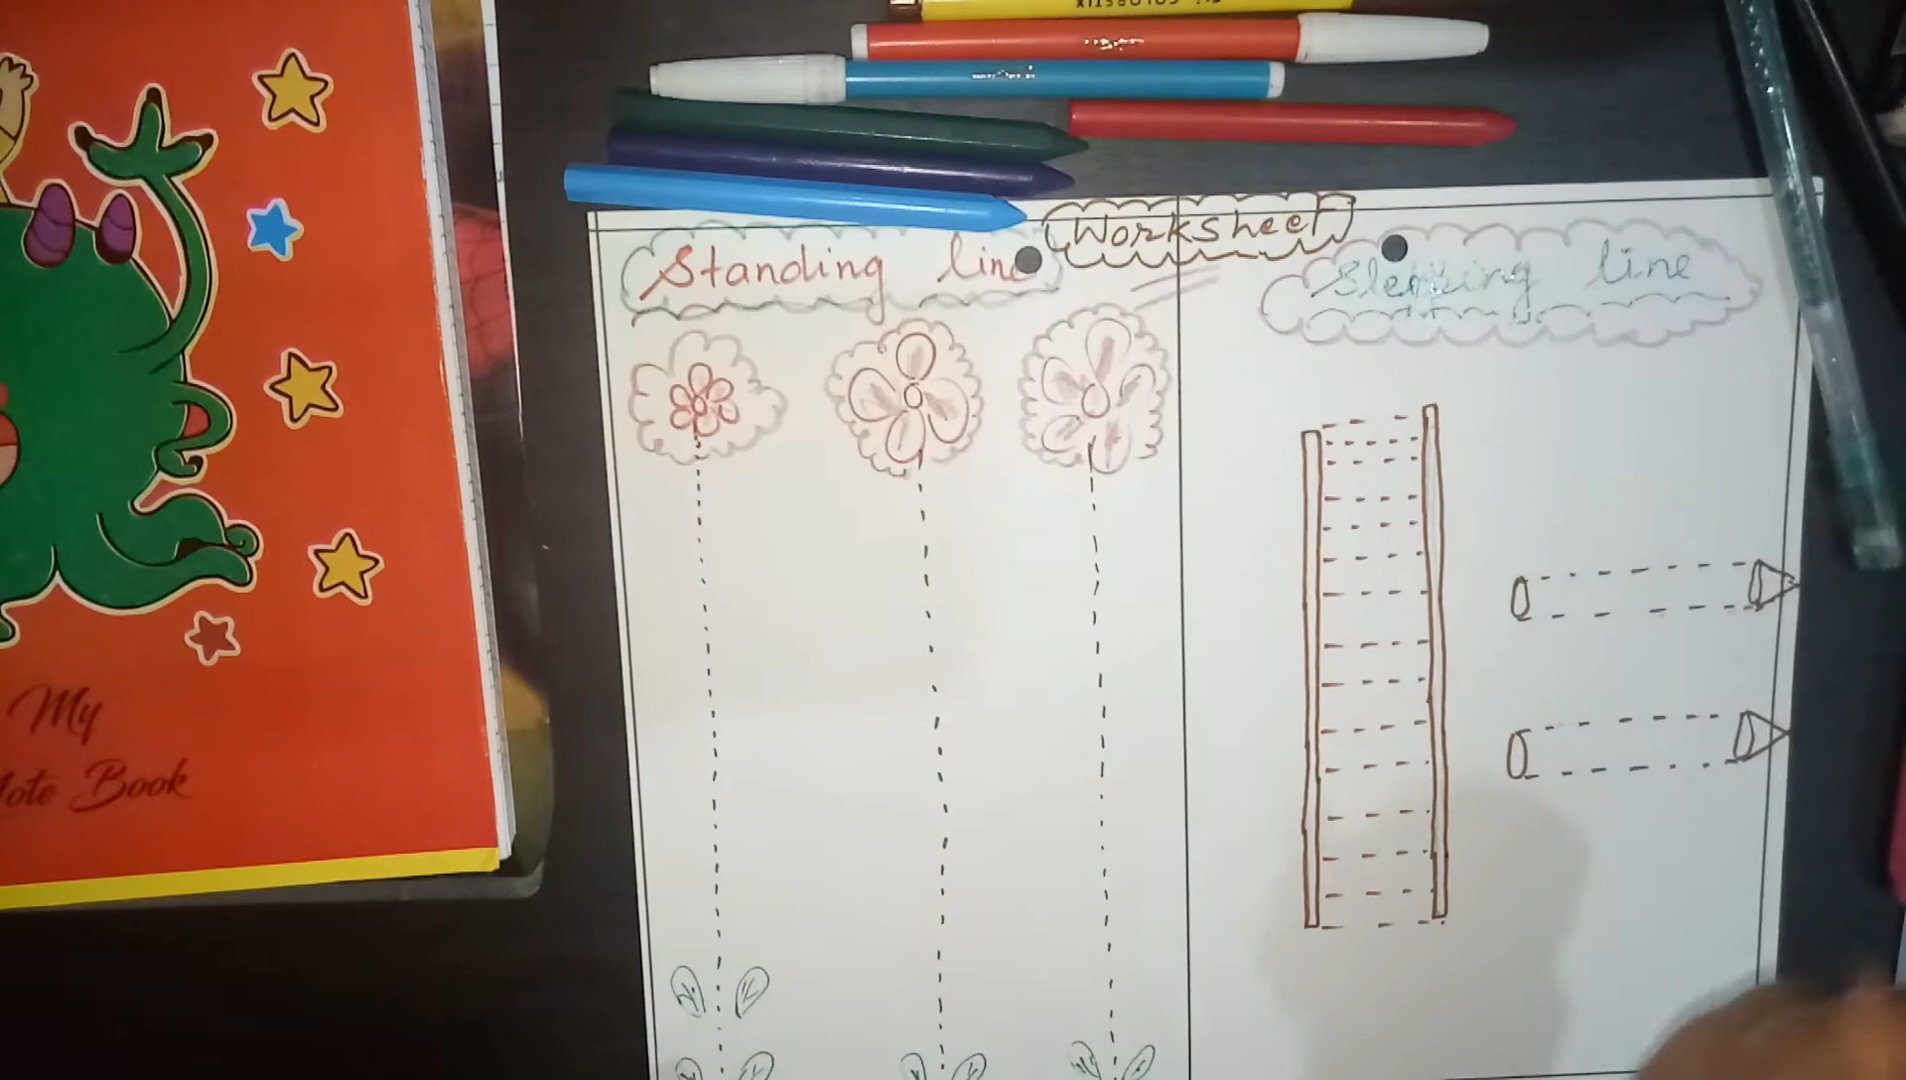 Worksheet
Standing line
Sleeping line
My
Note Book